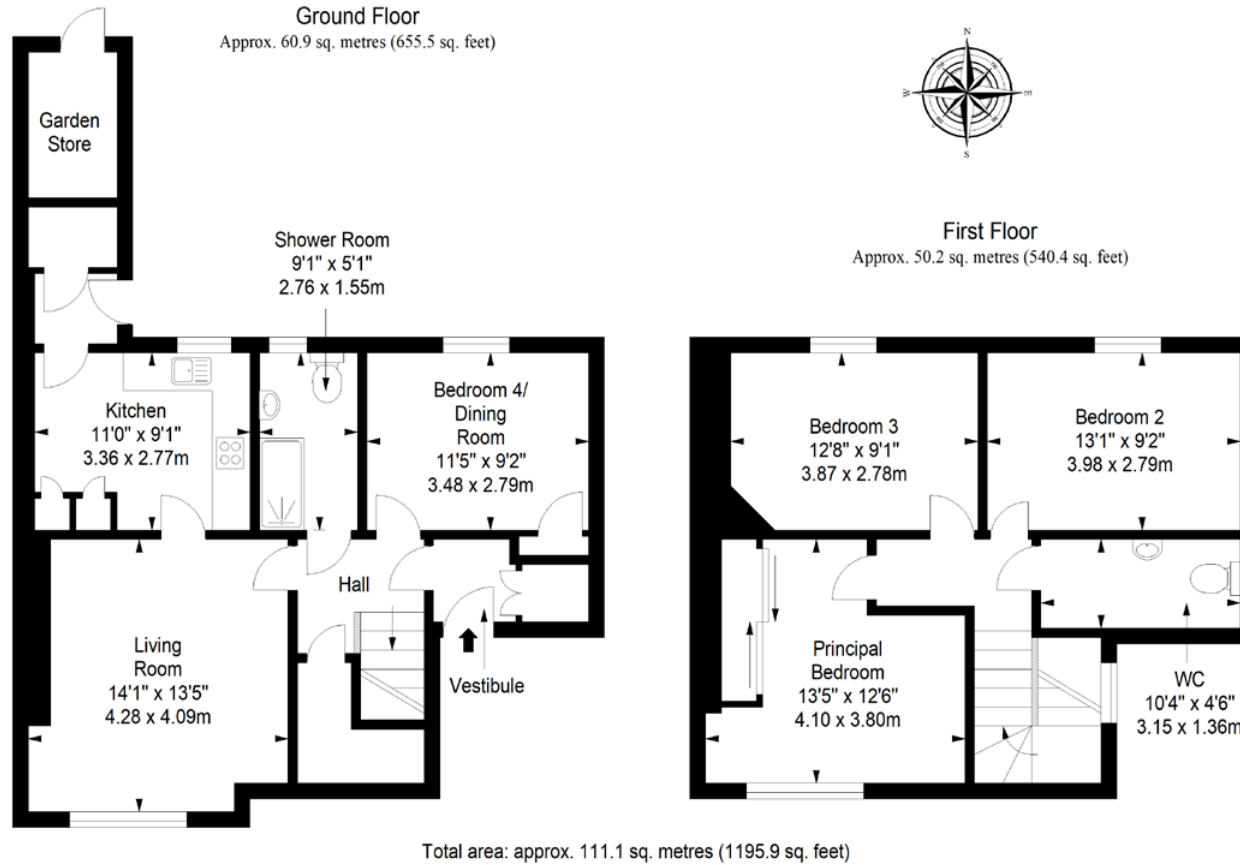 Ground Floor
Approx. 60.9 sq. metres (655.5 sq. feet)
Garden
Store
Shower Room
9'1" x 5'1"
2.76 x 1.55m
Kitchen
11'0" x 9'1"
3.36 x 2.77m
Bedroom 4/
Dining
Room
11'5" x 9'2"
3.48 x 2.79m
Hall
Living
Room
14'1" x 13'5"
4.28 x 4.09m
Vestibule
N
W
E
S
First Floor
Approx. 50.2 sq. metres (540.4 sq. feet)
Bedroom 3
12'8" x 9'1"
3.87 x 2.78m
Bedroom 2
13'1" x 9'2"
3.98 x 2.79m
Principal
Bedroom
13'5" x 12'6"
4.10 x 3.80m
WC
10'4" x 4'6"
3.15 x 1.36m
Total area: approx. 111.1 sq. metres (1195.9 sq. feet)